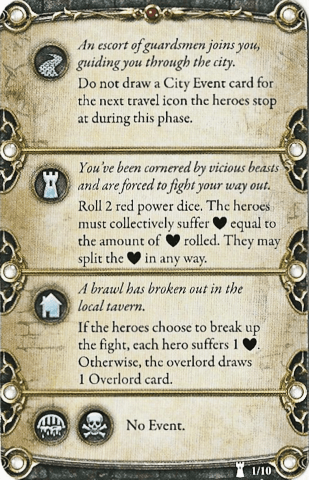 An escort of guardsmen joins you,
guiding you through the city.
Do not draw a City Event card for
the next travel icon the heroes stop
at during this phase.
You've been cornered by vicious beasts
and are forced to fight your way out.
Roll 2 red power dice. The heroes
must collectively suffer ♥ equal to
the amount of ♥ rolled. They may
split the ♥ in any way.
A brawl has broken out in the
local tavern.
If the heroes choose to break up
the fight, each hero suffers 1 ♥.
Otherwise, the overlord draws
1 Overlord card.
No Event.
1/10